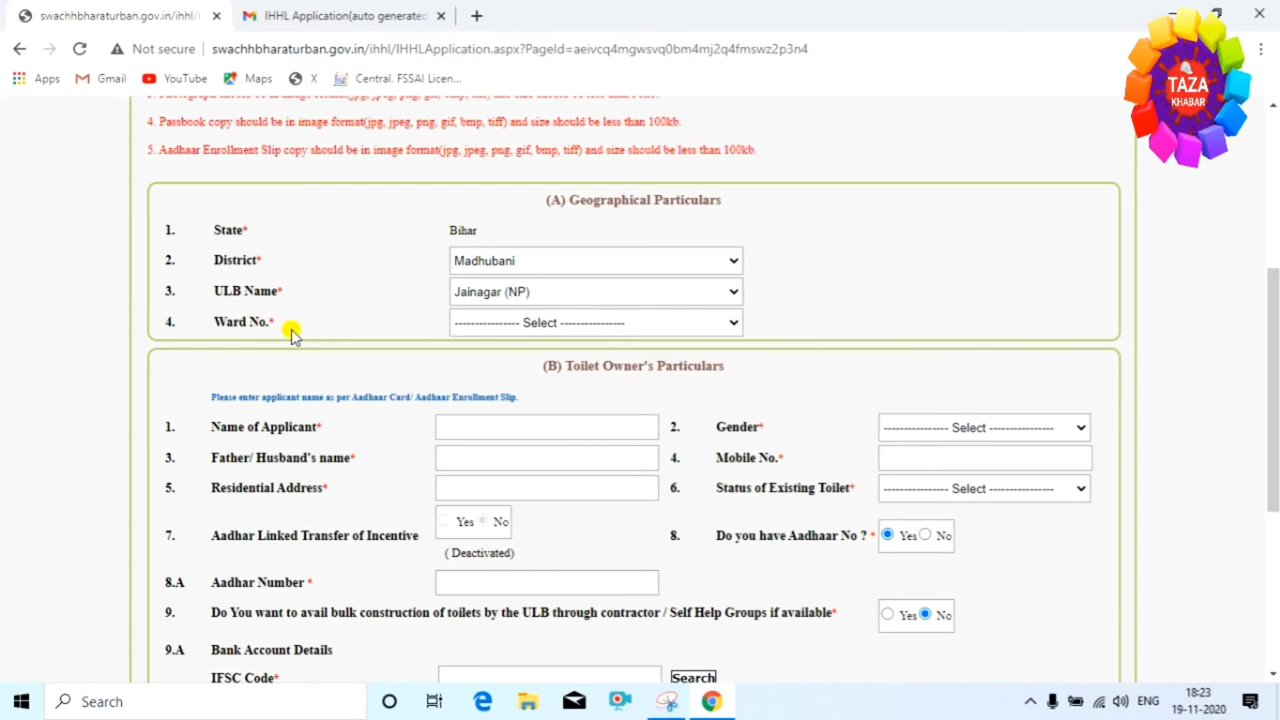 swachhbharaturban.gov.in/ihhl/
IHHL Application(auto generated
Not secure
swachhbharaturban.gov.in/ihhl/IHHLApplication.aspx?PageId=aeivcq4mgwsvq0bm4mj2q4fmswz2p3n4
Apps
Gmail
YouTube
Maps
X
Central. FSSAI Licen...
TAZA
KHABAR
4. Passbook copy should be in image format(jpg, jpeg, png, gif, bmp, tiff) and size should be less than 100kb.
5. Aadhaar Enrollment Slip copy should be in image format(jpg, jpeg, png, gif, bmp, tiff) and size should be less than 100kb.
(A) Geographical Particulars
1. State* Bihar
2. District* Madhubani
3. ULB Name* Jainagar (NP)
4. Ward No.* --------------- Select ---------------
(B) Toilet Owner's Particulars
Please enter applicant name as per Aadhaar Card/ Aadhaar Enrollment Slip.
1. Name of Applicant* 2. Gender* --------------- Select ---------------
3. Father/ Husband's name* 4. Mobile No.*
5. Residential Address* 6. Status of Existing Toilet* --------------- Select ---------------
7. Aadhar Linked Transfer of Incentive Yes No 8. Do you have Aadhaar No ? * Yes No
( Deactivated)
8.A Aadhar Number *
9. Do You want to avail bulk construction of toilets by the ULB through contractor / Self Help Groups if available* Yes No
9.A Bank Account Details
IFSC Code* Search
Search
ENG
18:23
19-11-2020